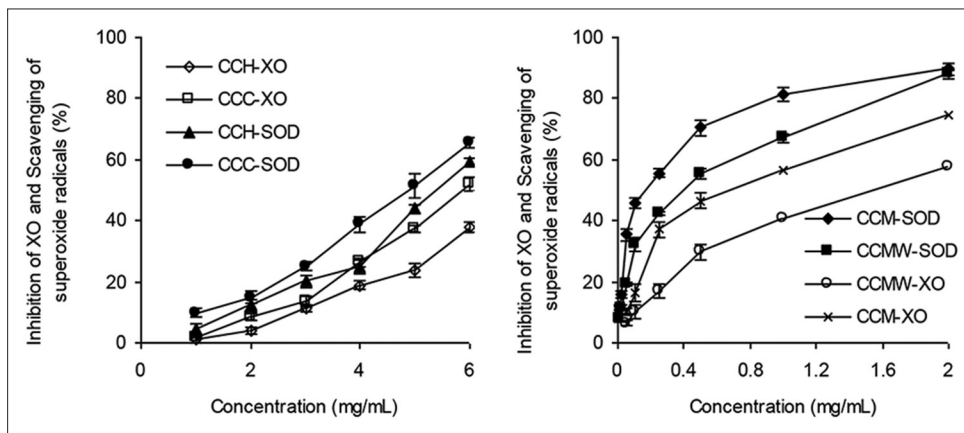 Inhibition of XO and Scavenging of
superoxide radicals (%)
100
80
60
40
20
0
CCH-XO
CCC-XO
CCH-SOD
CCC-SOD
0
2
4
6
Concentration (mg/mL)
Inhibition of XO and Scavenging of
superoxide radicals (%)
100
80
60
40
20
0
CCM-SOD
CCMW-SOD
CCMW-XO
CCM-XO
0
0.4
0.8
1.2
1.6
2
Concentration (mg/mL)